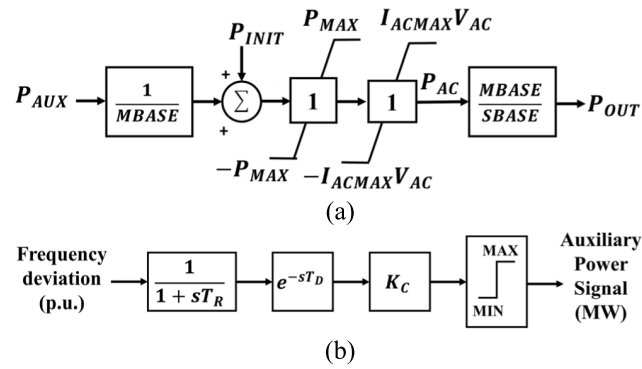 P_INIT
P_MAX
I_ACMAX V_AC
P_AUX
1
MBASE
+
Σ
+
1
1
P_AC
MBASE
SBASE
P_OUT
-P_MAX
-I_ACMAX V_AC
(a)
Frequency
deviation
(p.u.)
1
1 + sT_R
e^{-sT_D}
K_C
MAX
MIN
Auxiliary
Power
Signal
(MW)
(b)